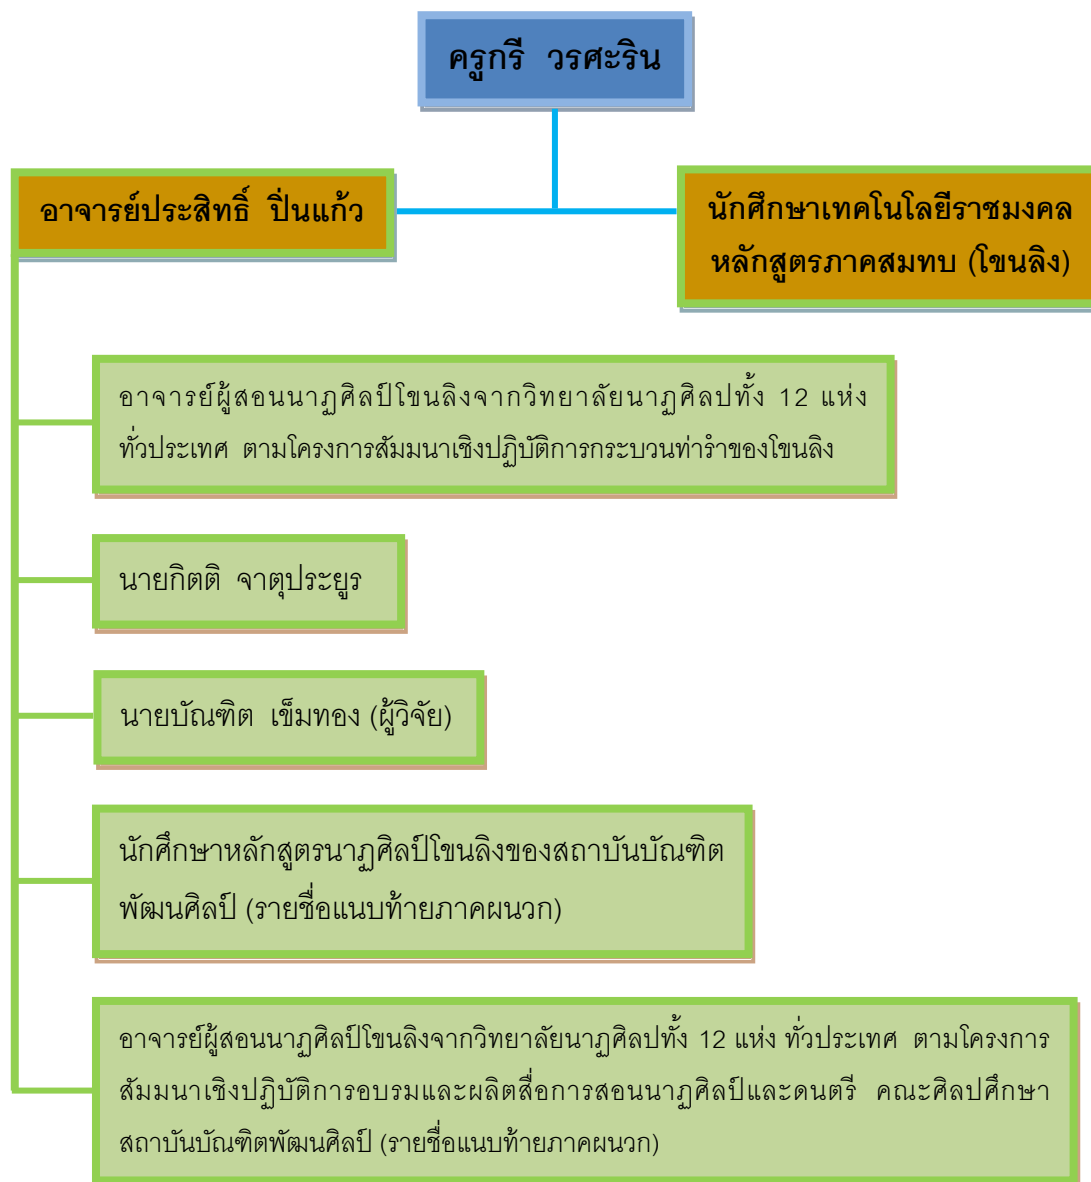 ครูกรี วรศะริน
อาจารย์ประสิทธิ์ ปิ่นแก้ว
นักศึกษาเทคโนโลยีราชมงคล
หลักสูตรภาคสมทบ (โขนลิง)
อาจารย์ผู้สอนนาฏศิลป์โขนลิงจากวิทยาลัยนาฏศิลปทั้ง 12 แห่ง
ทั่วประเทศ ตามโครงการสัมมนาเชิงปฏิบัติการกระบวนท่ารำของโขนลิง
นายกิตติ จาตุประยูร
นายบัณฑิต เข็มทอง (ผู้วิจัย)
นักศึกษาหลักสูตรนาฏศิลป์โขนลิงของสถาบันบัณฑิต
พัฒนศิลป์ (รายชื่อแนบท้ายภาคผนวก)
อาจารย์ผู้สอนนาฏศิลป์โขนลิงจากวิทยาลัยนาฏศิลปทั้ง 12 แห่ง ทั่วประเทศ ตามโครงการ
สัมมนาเชิงปฏิบัติการอบรมและผลิตสื่อการสอนนาฏศิลป์และดนตรี คณะศิลปศึกษา
สถาบันบัณฑิตพัฒนศิลป์ (รายชื่อแนบท้ายภาคผนวก)